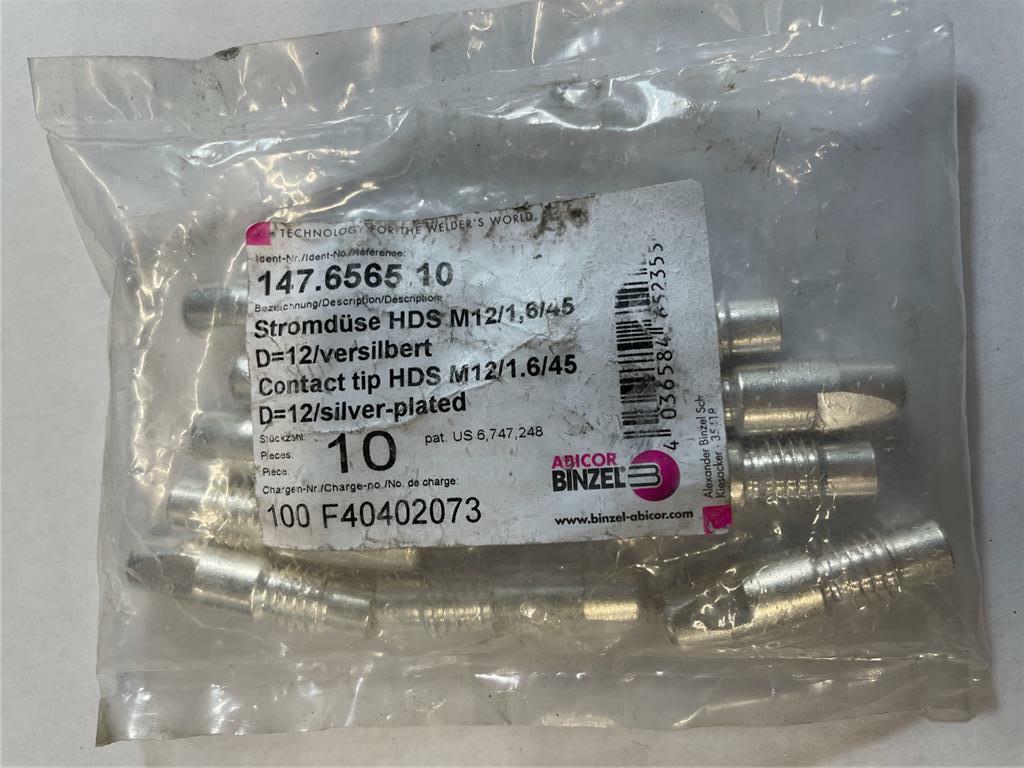 TECHNOLOGY FOR THE WELDER'S WORLD.
Ident-Nr./Ident-No./Référence:
147.6565.10
Bezeichnung/Description/Description:
Stromdüse HDS M12/1,6/45
D=12/versilbert
Contact tip HDS M12/1.6/45
D=12/silver-plated
Stückzahl:
Pieces:
Pièce:
10
pat. US 6,747,248
Chargen-Nr./Charge-no./No. de charge:
100 F40402073
ABICOR
BINZEL
www.binzel-abicor.com
4 036584 652355
Alexander Binzel Sch
Kiesacker